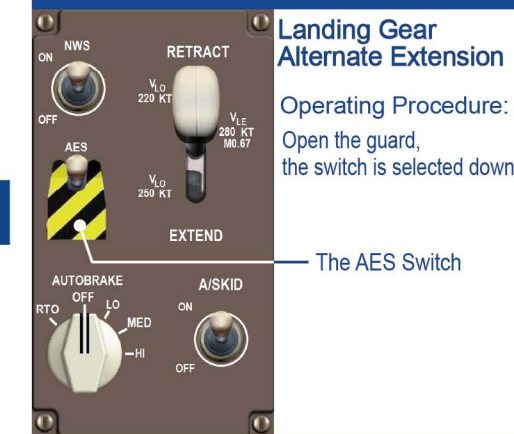 Landing Gear
Alternate Extension
Operating Procedure:
Open the guard,
the switch is selected down
The AES Switch
NWS
ON
OFF
AES
RETRACT
VLO
220 KT
VLE
280 KT
M0.67
VLO
250 KT
EXTEND
AUTOBRAKE
OFF
RTO
LO
MED
HI
A/SKID
ON
OFF